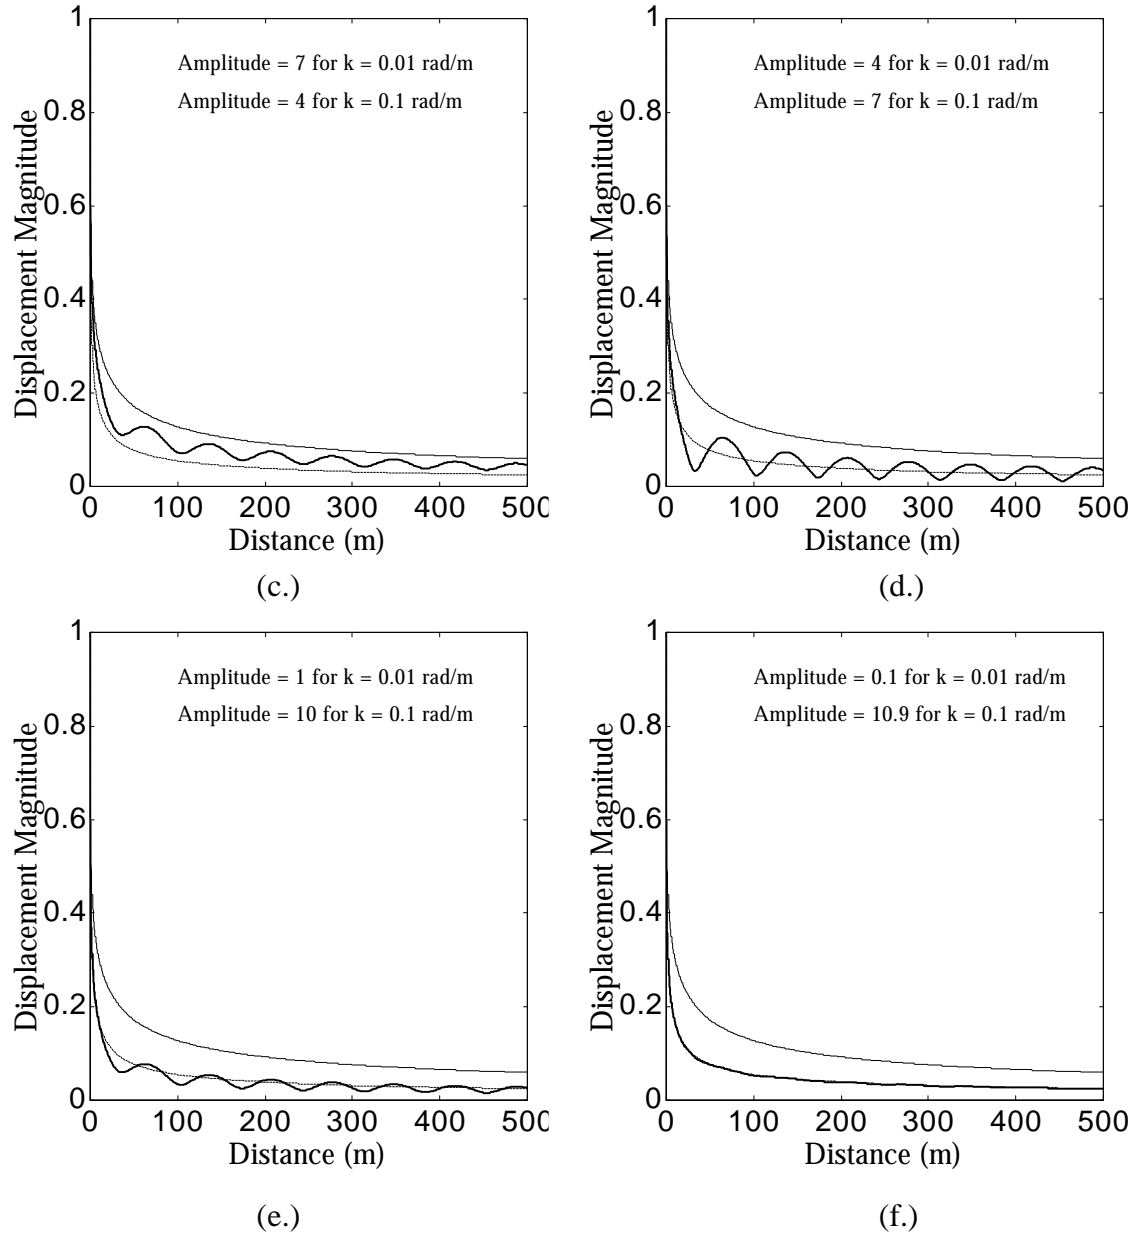 1
Amplitude = 7 for k = 0.01 rad/m
Amplitude = 4 for k = 0.1 rad/m
0.8
0.6
0.4
0.2
0
Displacement Magnitude
0 100 200 300 400 500
Distance (m)
(c.)
1
Amplitude = 4 for k = 0.01 rad/m
Amplitude = 7 for k = 0.1 rad/m
0.8
0.6
0.4
0.2
0
Displacement Magnitude
0 100 200 300 400 500
Distance (m)
(d.)
1
Amplitude = 1 for k = 0.01 rad/m
Amplitude = 10 for k = 0.1 rad/m
0.8
0.6
0.4
0.2
0
Displacement Magnitude
0 100 200 300 400 500
Distance (m)
(e.)
1
Amplitude = 0.1 for k = 0.01 rad/m
Amplitude = 10.9 for k = 0.1 rad/m
0.8
0.6
0.4
0.2
0
Displacement Magnitude
0 100 200 300 400 500
Distance (m)
(f.)